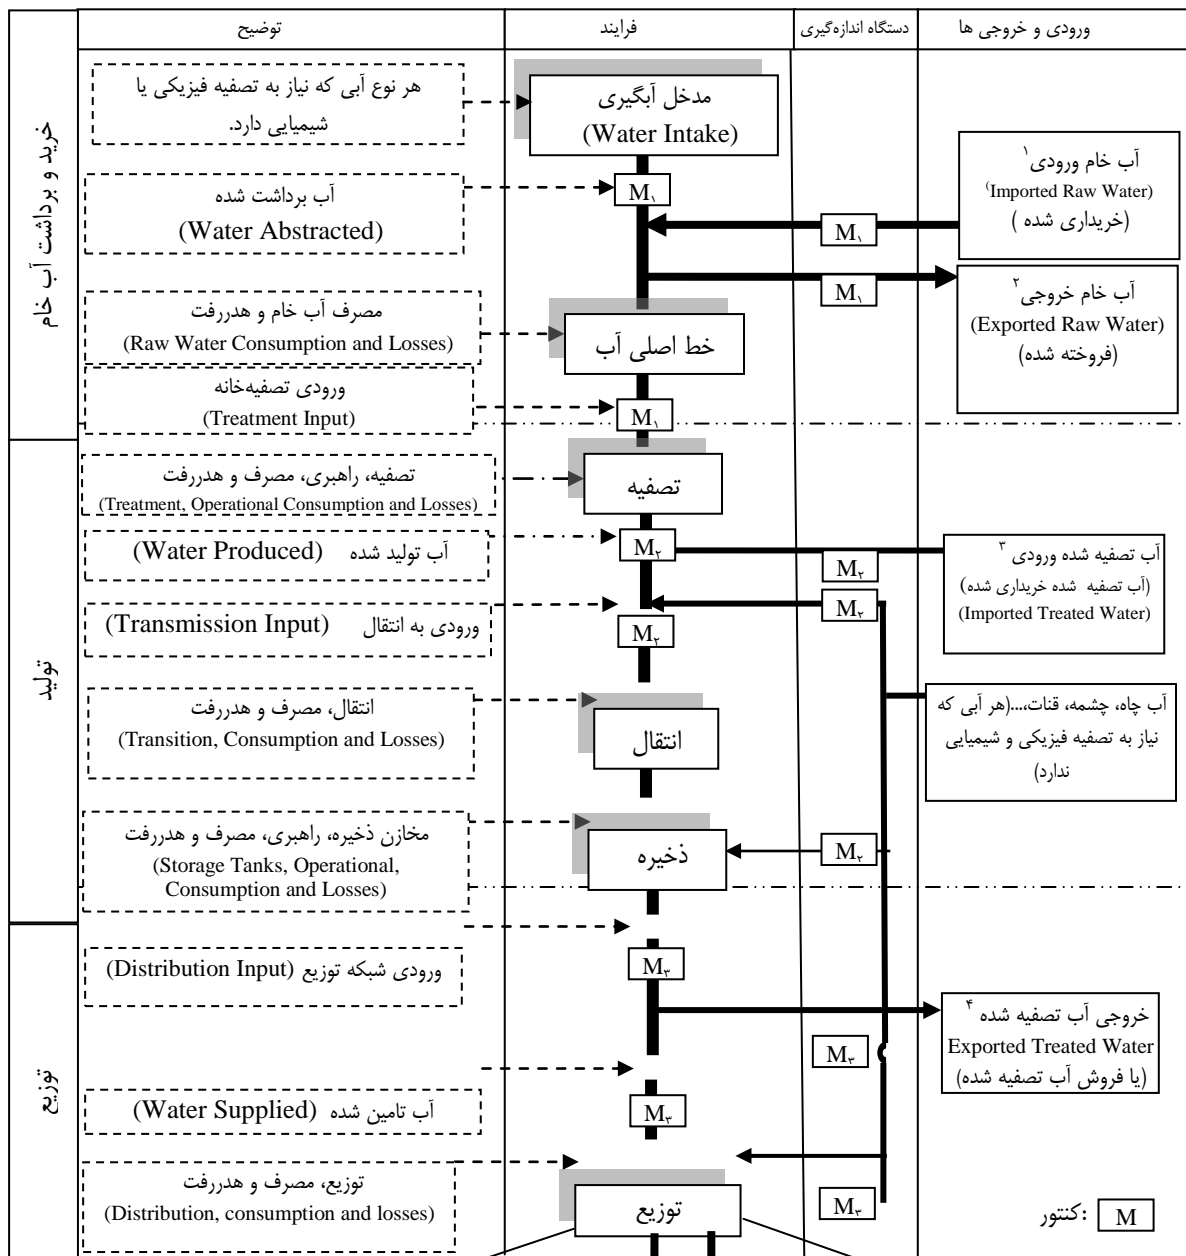 ورودی و خروجی ها
دستگاه اندازه‌گیری
فرایند
توضیح
خرید و برداشت آب خام
هر نوع آبی که نیاز به تصفیه فیزیکی یا
شیمیایی دارد.
مدخل آبگیری
(Water Intake)
آب برداشت شده
(Water Abstracted)
M۱
آب خام ورودی۱
(Imported Raw Water)
(خریداری شده )
M۱
آب خام خروجی۲
(Exported Raw Water)
(فروخته شده)
M۱
مصرف آب خام و هدررفت
(Raw Water Consumption and Losses)
خط اصلی آب
ورودی تصفیه‌خانه
(Treatment Input)
M۱
تولید
تصفیه، راهبری، مصرف و هدررفت
(Treatment, Operational Consumption and Losses)
تصفیه
آب تولید شده (Water Produced)
M۲
M۲
آب تصفیه شده ورودی ۳
(آب تصفیه شده خریداری شده)
(Imported Treated Water)
M۲
ورودی به انتقال (Transmission Input)
M۲
آب چاه، چشمه، قنات،...(هر آبی که
نیاز به تصفیه فیزیکی و شیمیایی
ندارد)
انتقال، مصرف و هدررفت
(Transition, Consumption and Losses)
انتقال
مخازن ذخیره، راهبری، مصرف و هدررفت
(Storage Tanks, Operational,
Consumption and Losses)
ذخیره
M۲
توزیع
ورودی شبکه توزیع (Distribution Input)
M۳
خروجی آب تصفیه شده ۴
Exported Treated Water
(یا فروش آب تصفیه شده)
M۳
آب تامین شده (Water Supplied)
M۳
توزیع، مصرف و هدررفت
(Distribution, consumption and losses)
توزیع
M۳
M :کنتور